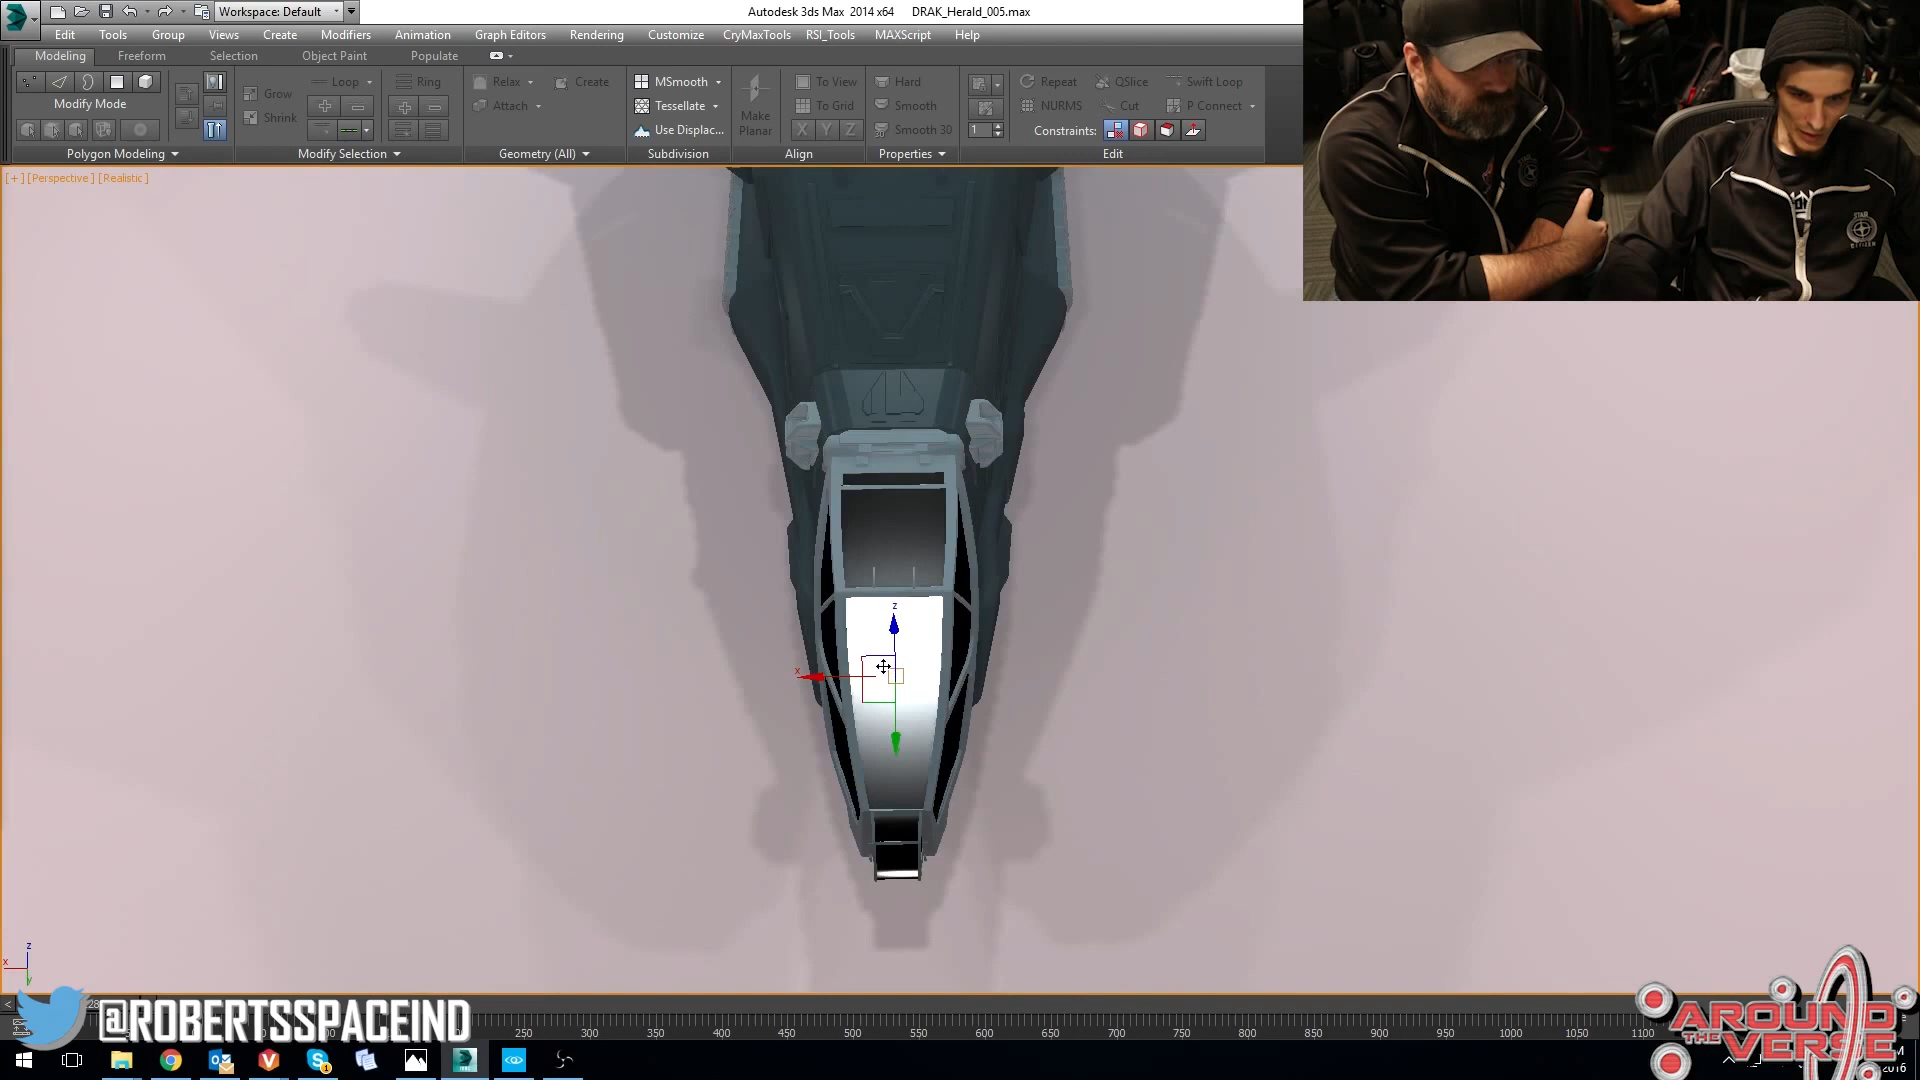 Workspace: Default
Autodesk 3ds Max 2014 x64 DRAK_Herald_005.max
Edit Tools Group Views Create Modifiers Animation Graph Editors Rendering Customize CryMaxTools RSI_Tools MAXScript Help
Modeling Freeform Selection Object Paint Populate
Loop Ring Relax Create MSmooth To View Hard Repeat QSlice Swift Loop
Grow
Modify Mode Attach Tessellate To Grid Smooth NURMS Cut P Connect
Shrink Make Planar
Use Displac... X Y Z Smooth 30 1 Constraints:
Polygon Modeling Modify Selection Geometry (All) Subdivision Align Properties Edit
[+] [Perspective] [Realistic]
z
x
z
x
y
STAR
CITIZEN
@ROBERTSSPACEIND
250 300 350 400 450 500 550 600 650 700 750 800 850 900 950 1000 1050 1100
AROUND
THE VERSE